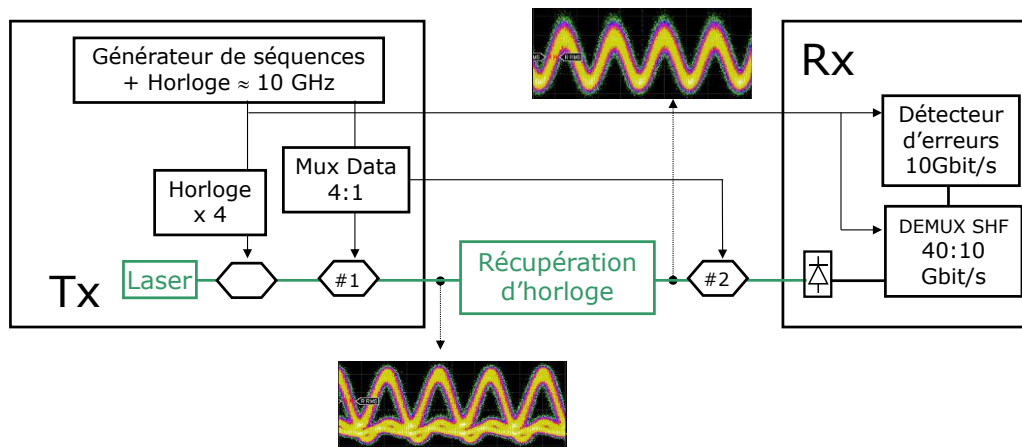 Générateur de séquences
+ Horloge ≈ 10 GHz
Rx
Détecteur
d'erreurs
10Gbit/s
Mux Data
4:1
Horloge
x 4
DEMUX SHF
40:10
Gbit/s
Tx
Laser
#1
Récupération
d'horloge
#2